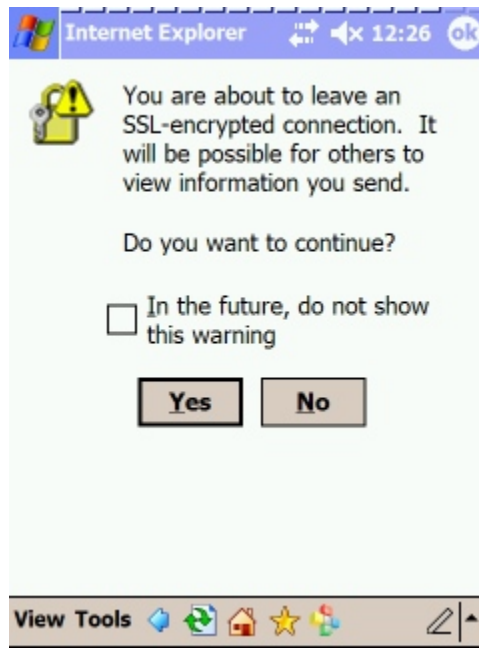 Internet Explorer 12:26 ok
You are about to leave an
SSL-encrypted connection. It
will be possible for others to
view information you send.
Do you want to continue?
In the future, do not show
this warning
Yes No
View Tools